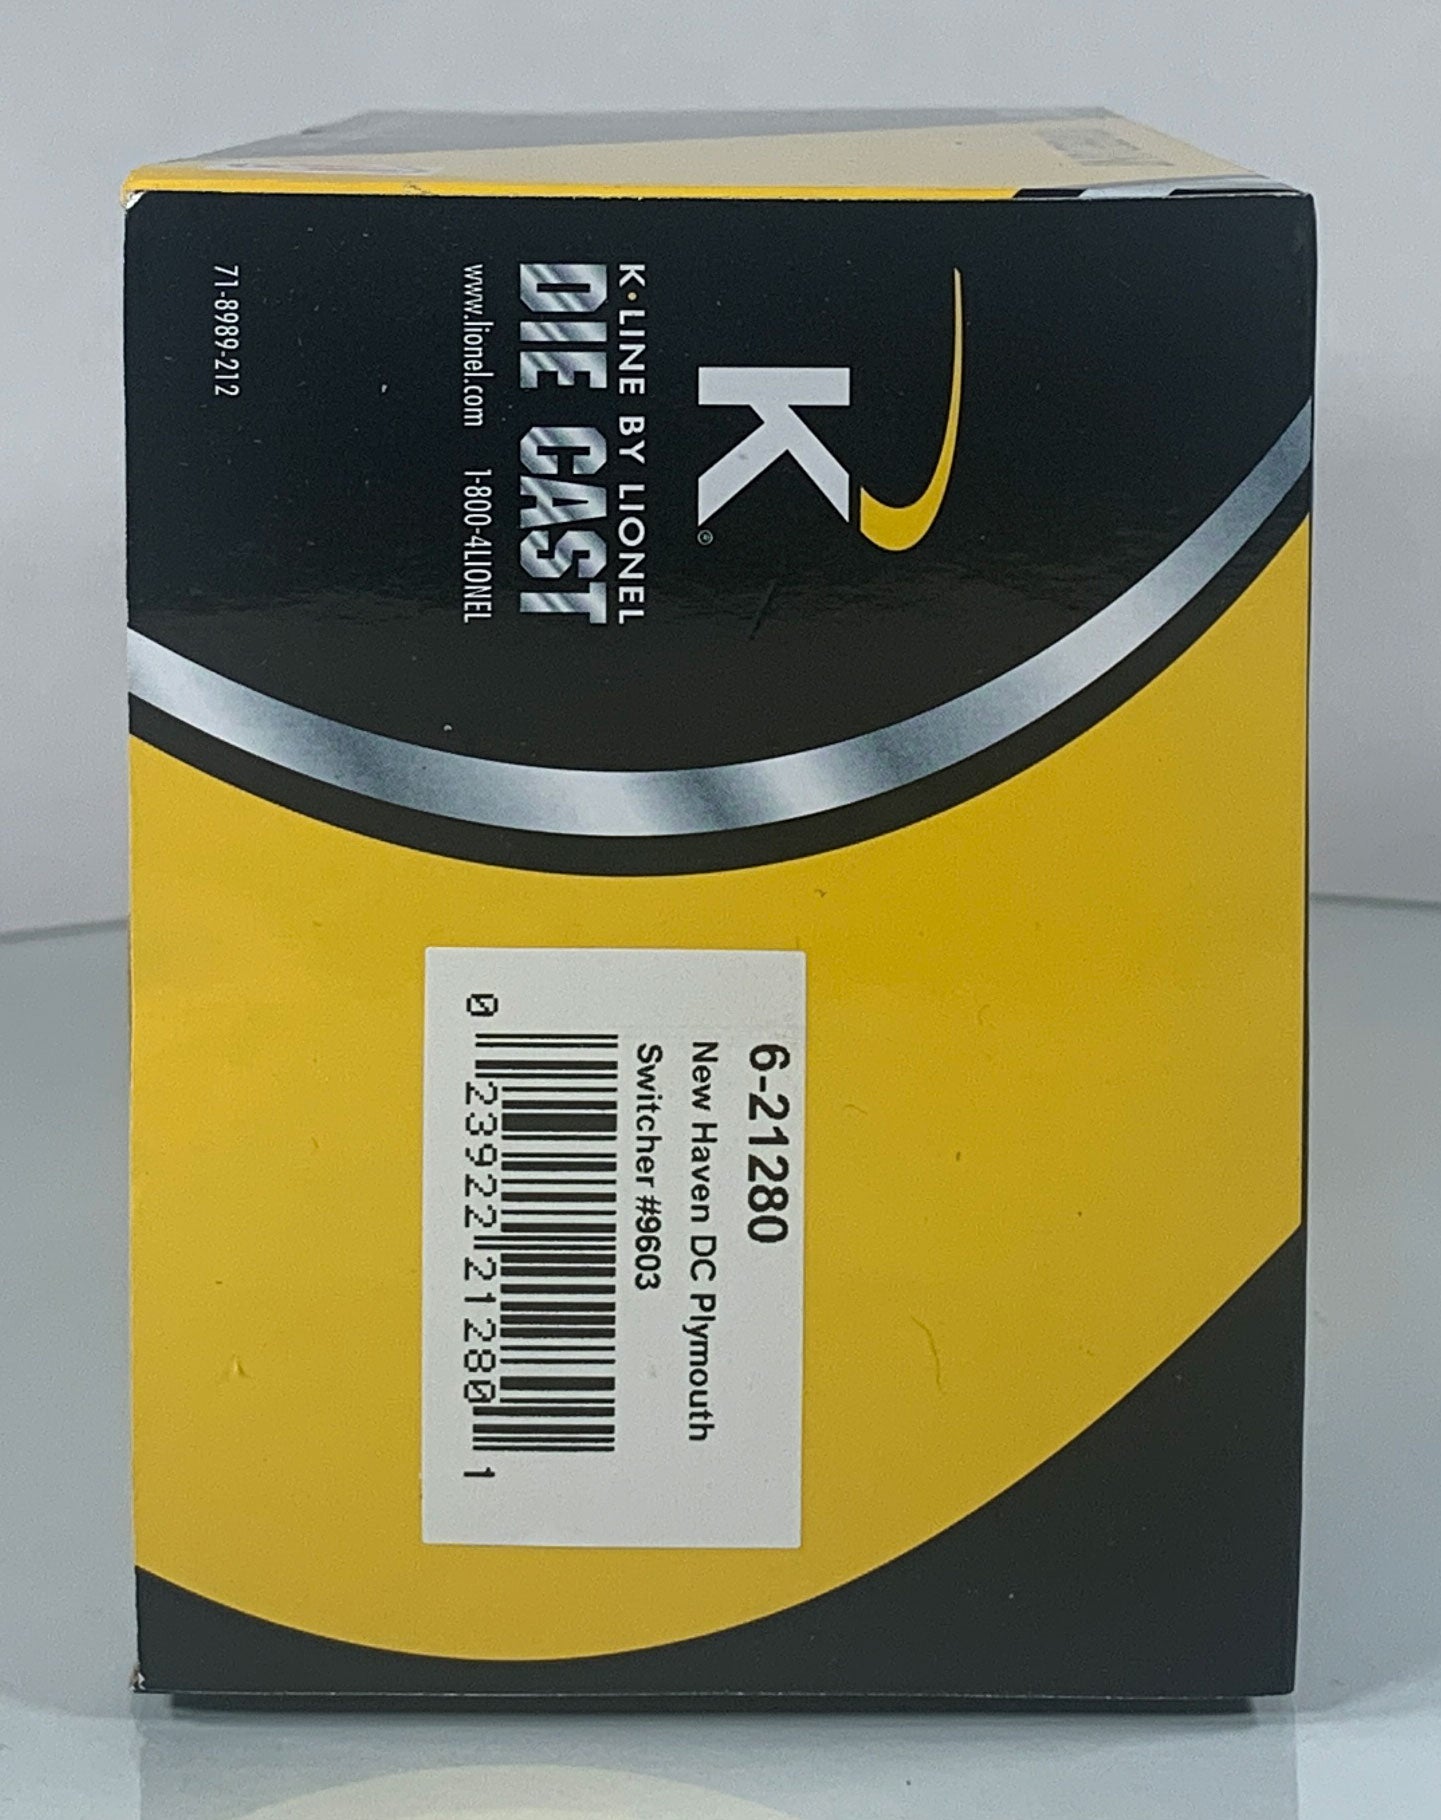 K
®
K•LINE BY LIONEL
DIE CAST
www.lionel.com 1-800-4LIONEL
71-8989-212
6-21280
New Haven DC Plymouth
Switcher #9603
0 23922 21280 1